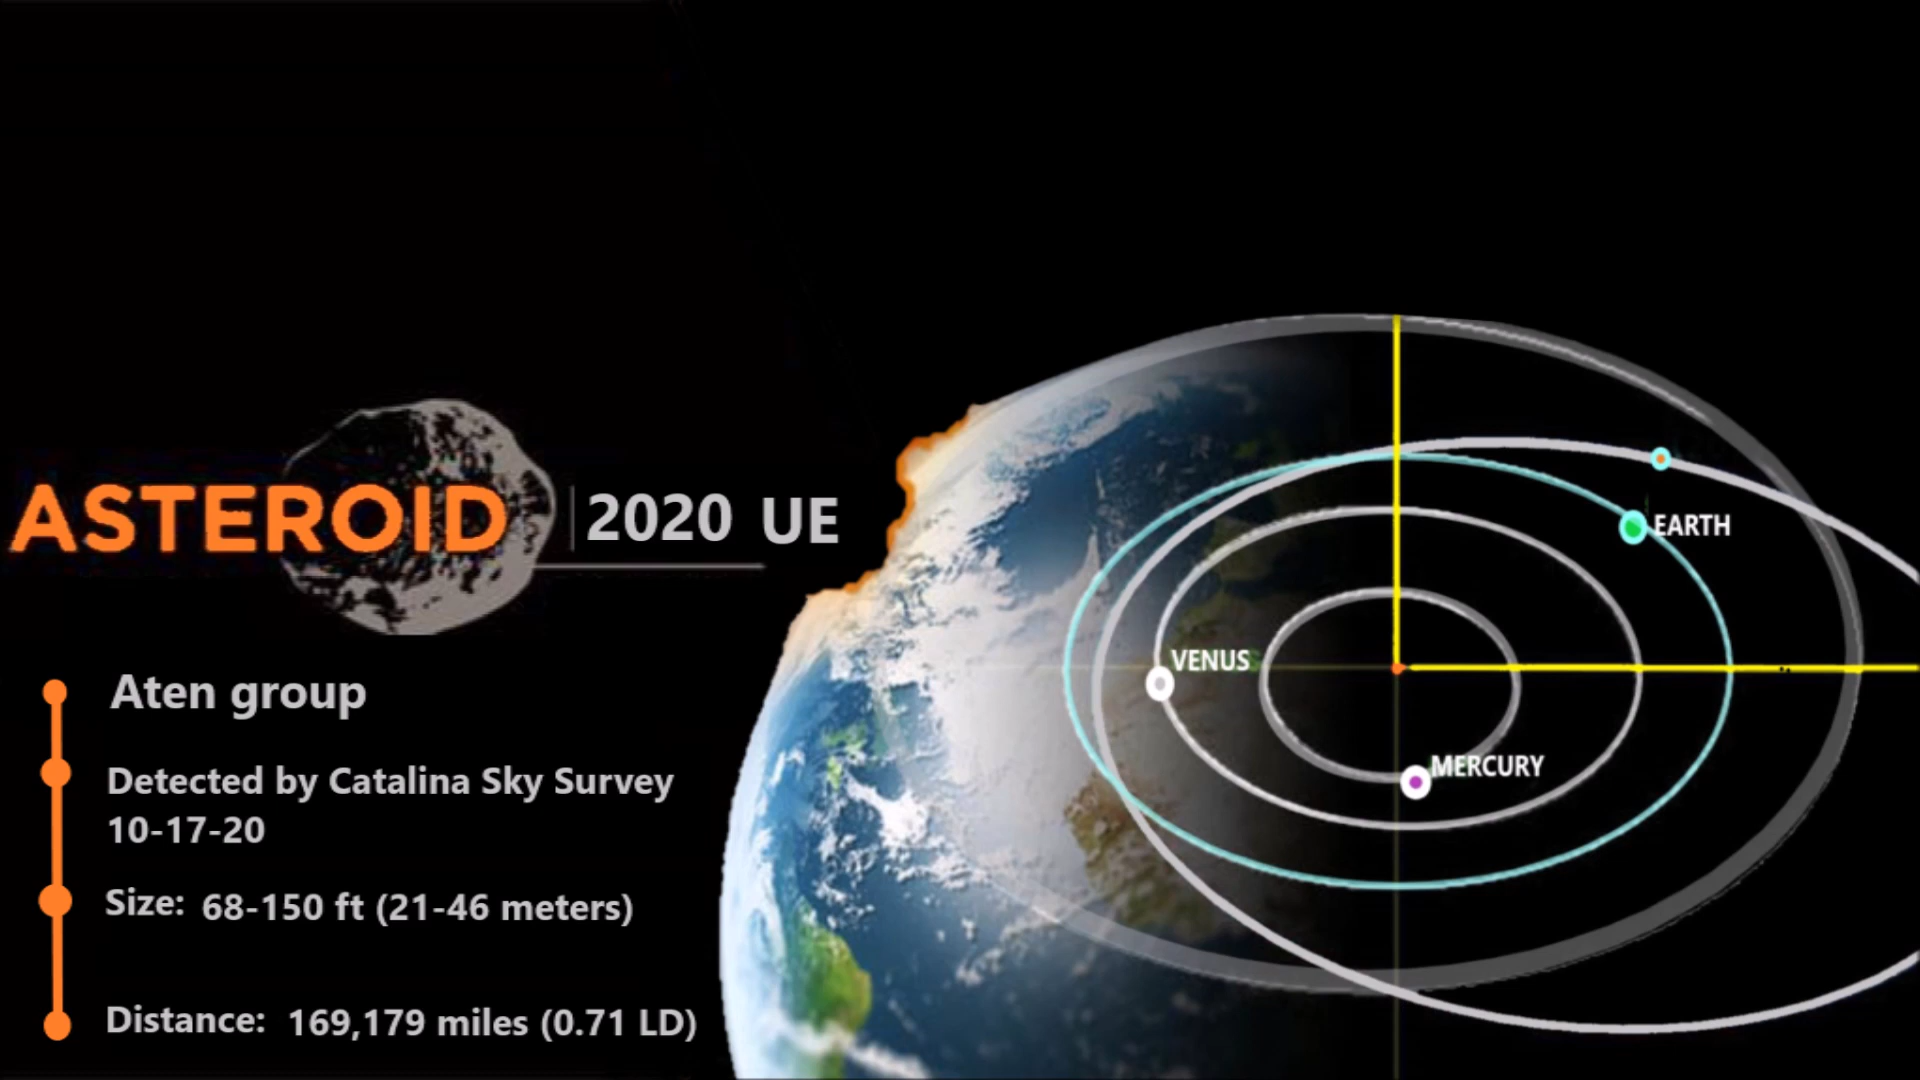 ASTEROID | 2020 UE
Aten group
Detected by Catalina Sky Survey
10-17-20
Size: 68-150 ft (21-46 meters)
Distance: 169,179 miles (0.71 LD)
EARTH
VENUS
MERCURY